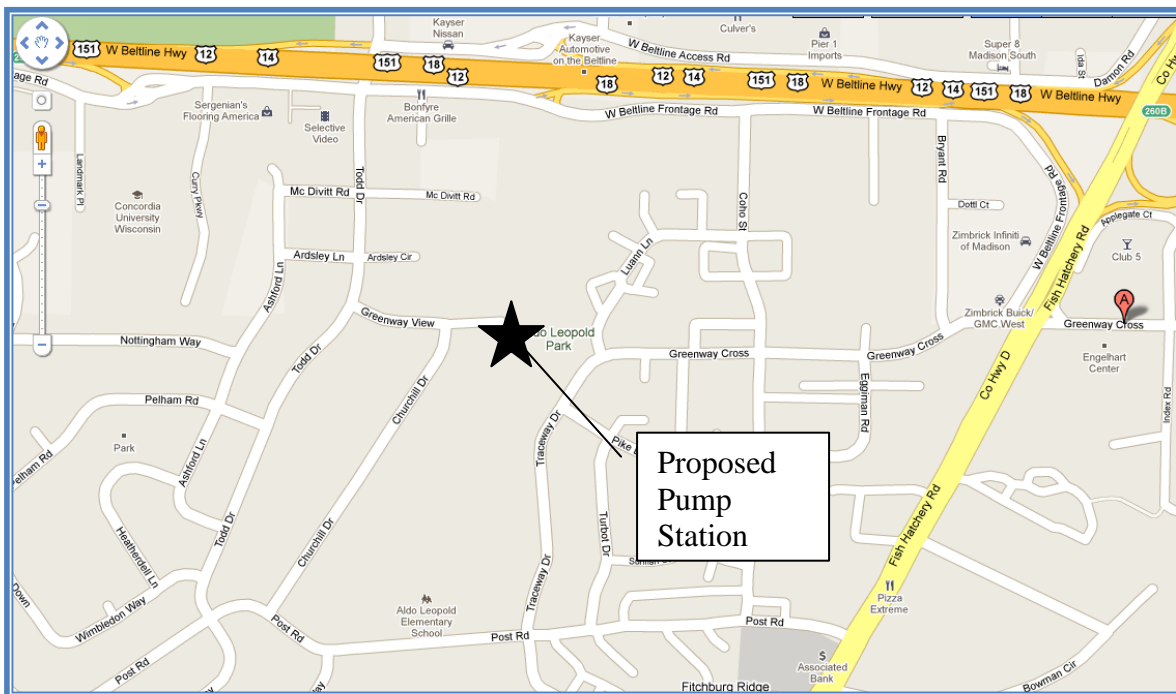 Kayser
Nissan
Kayser
Automotive
on the Beltline
Culver's
Pier 1
Imports
Super 8
Madison South
W Beltline Access Rd
Damon Rd
151
W Beltline Hwy
12
14
151
18
12
18
12
14
151
18
W Beltline Hwy
12
14
151
18
W Beltline Hwy
260B
Sergenian's
Flooring America
Selective
Video
Bonfyre
American Grille
W Beltline Frontage Rd
W Beltline Frontage Rd
Landmark Pl
Curry Pkwy
Todd Dr
Coho St
Bryant Rd
W Beltline Frontage Rd
Concordia
University
Wisconsin
Mc Divitt Rd
Mc Divitt Rd
Dottl Ct
Applegate Ct
Club 5
Zimbrick Infiniti
of Madison
Fish Hatchery Rd
Luann Ln
Ardsley Ln
Ardsley Cir
Ashford Ln
Zimbrick Buick/
GMC West
A
Greenway Cross
Engelhart
Center
Index Rd
Greenway View
Nottingham Way
Park
Greenway Cross
Greenway Cross
Co Hwy D
Todd Dr
Churchill Dr
Eggiman Rd
Pelham Rd
Park
Pelham Rd
Ashford Ln
Traceway Dr
Proposed
Pump
Station
Turbot Dr
Fish Hatchery Rd
Todd Dr
Churchill Dr
Heatherdell Ln
Wimbledon Way
Down
Traceway Dr
Aldo Leopold
Elementary
School
Pizza
Extreme
Post Rd
Post Rd
Post Rd
Post Rd
Associated
Bank
Fitchburg Ridge
Bowman Cir